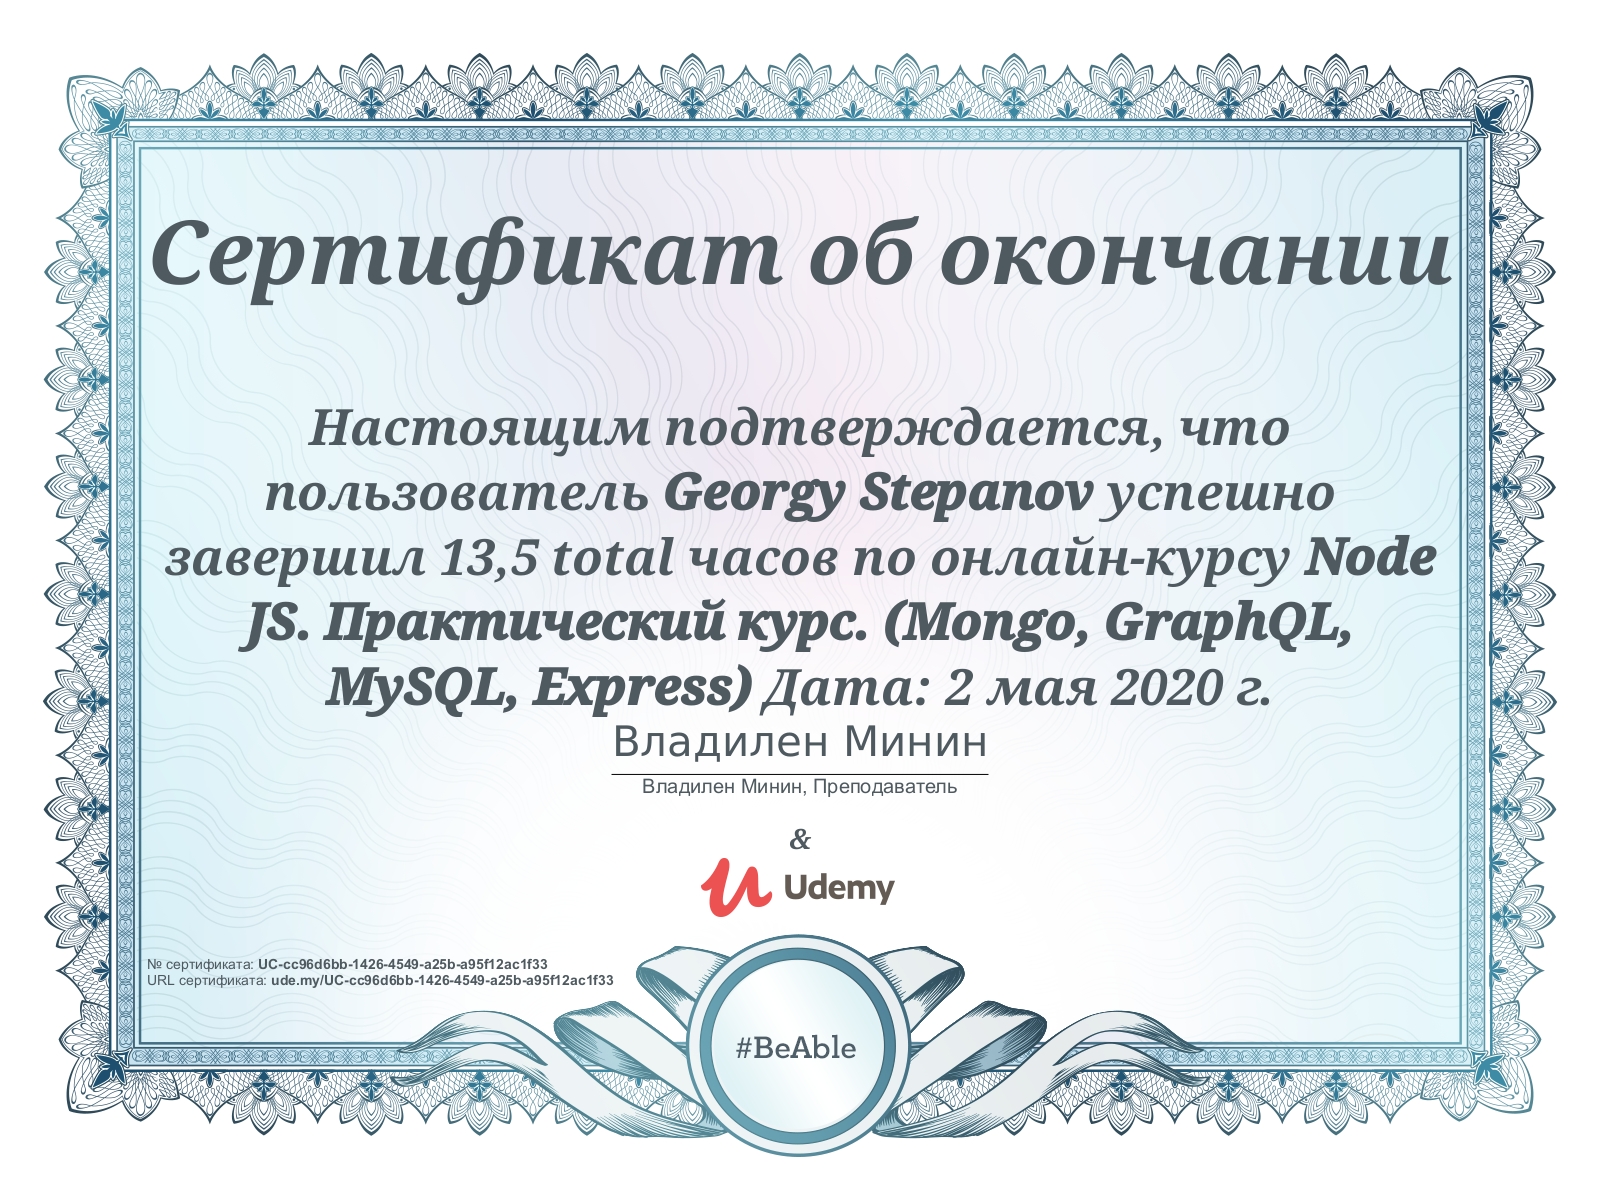 Сертификат об окончании
Настоящим подтверждается, что
пользователь Georgy Stepanov успешно
завершил 13,5 total часов по онлайн-курсу Node
JS. Практический курс. (Mongo, GraphQL,
MySQL, Express) Дата: 2 мая 2020 г.
Владилен Минин
Владилен Минин, Преподаватель
&
Udemy
№ сертификата: UC-cc96d6bb-1426-4549-a25b-a95f12ac1f33
URL сертификата: ude.my/UC-cc96d6bb-1426-4549-a25b-a95f12ac1f33
#BeAble